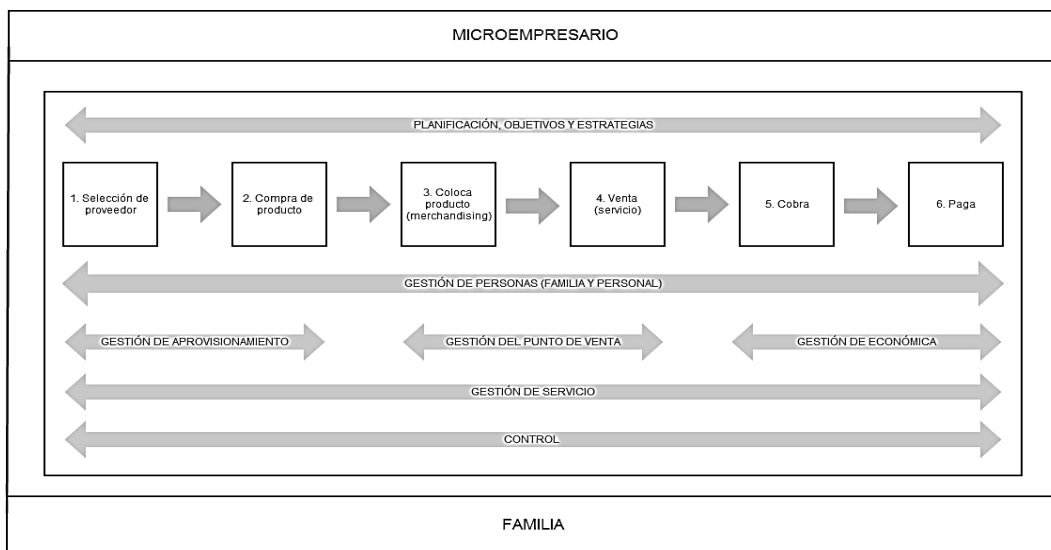 MICROEMPRESARIO
PLANIFICACIÓN, OBJETIVOS Y ESTRATEGIAS
1. Selección de
proveedor
2. Compra de
producto
3. Coloca
producto
(merchandising)
4. Venta
(servicio)
5. Cobra
6. Paga
GESTIÓN DE PERSONAS (FAMILIA Y PERSONAL)
GESTIÓN DE APROVISIONAMIENTO
GESTIÓN DEL PUNTO DE VENTA
GESTIÓN DE ECONÓMICA
GESTIÓN DE SERVICIO
CONTROL
FAMILIA